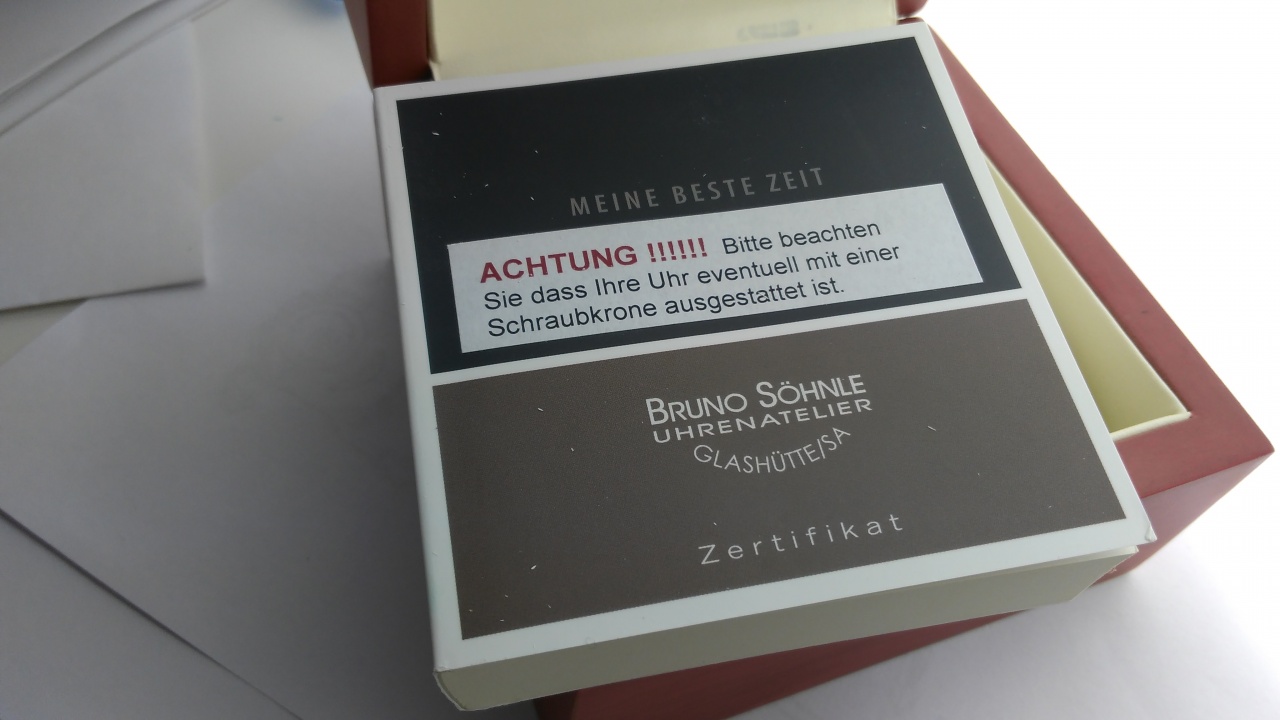 MEINE BESTE ZEIT
ACHTUNG !!!!!! Bitte beachten
Sie dass Ihre Uhr eventuell mit einer
Schraubkrone ausgestattet ist.
BRUNO SÖHNLE
UHRENATELIER
GLASHÜTTE/SA
Zertifikat